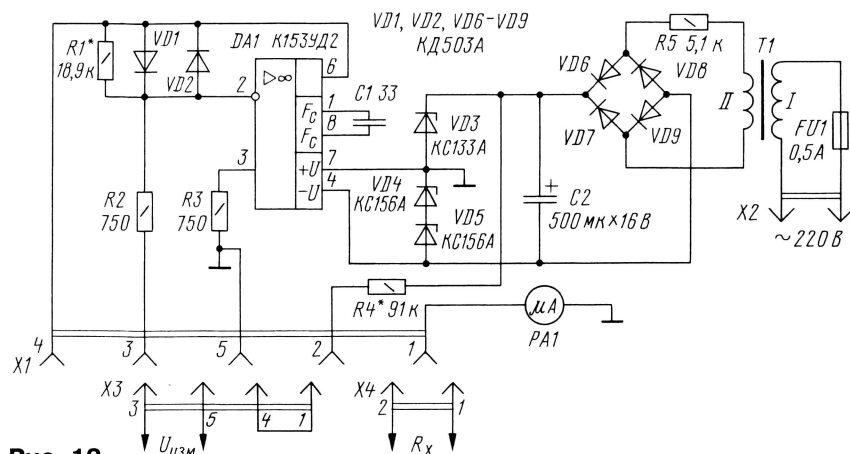 VD1, VD2, VD6-VD9
КД503А
R1*
18,9к
VD1
VD2
DA1 К153УД2
▷∞
2
3
Fc
Fc
+U
-U
6
1
8
7
4
C1 33
VD3
КС133А
VD4
КС156А
VD5
КС156А
C2
500 мк × 16 В
+
VD6
VD7
VD8
VD9
R5 5,1 к
T1
II
I
FU1
0,5А
X2
~220 В
R2
750
R3
750
R4* 91 к
μA
PA1
X1
4
3
5
2
1
X3
3
5
4
1
Uизм
X4
2
1
Rx
Рис. 10